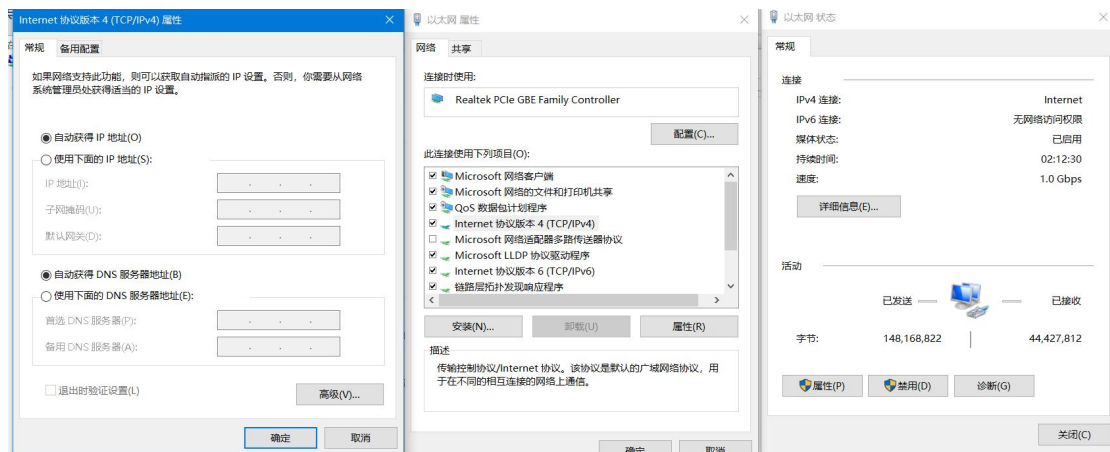 Internet 协议版本 4 (TCP/IPv4) 属性
常规 备用配置
如果网络支持此功能，则可以获取自动指派的 IP 设置。否则，你需要从网络
系统管理员处获得适当的 IP 设置。
自动获得 IP 地址(O)
使用下面的 IP 地址(S):
IP 地址(I):
子网掩码(U):
默认网关(D):
自动获得 DNS 服务器地址(B)
使用下面的 DNS 服务器地址(E):
首选 DNS 服务器(P):
备用 DNS 服务器(A):
退出时验证设置(L)
高级(V)...
确定 取消
以太网 属性
网络 共享
连接时使用:
Realtek PCIe GBE Family Controller
配置(C)...
此连接使用下列项目(O):
Microsoft 网络客户端
Microsoft 网络的文件和打印机共享
QoS 数据包计划程序
Internet 协议版本 4 (TCP/IPv4)
Microsoft 网络适配器多路传送器协议
Microsoft LLDP 协议驱动程序
Internet 协议版本 6 (TCP/IPv6)
链路层拓扑发现响应程序
安装(N)... 卸载(U) 属性(R)
描述
传输控制协议/Internet 协议。该协议是默认的广域网络协议，用
于在不同的相互连接的网络上通信。
确定 取消
以太网 状态
常规
连接
IPv4 连接: Internet
IPv6 连接: 无网络访问权限
媒体状态: 已启用
持续时间: 02:12:30
速度: 1.0 Gbps
详细信息(E)...
活动
已发送 — — 已接收
字节: 148,168,822 44,427,812
属性(P) 禁用(D) 诊断(G)
关闭(C)